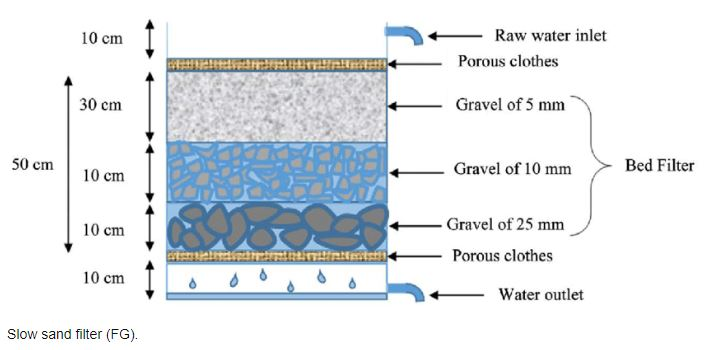 10 cm
Raw water inlet
Porous clothes
30 cm
Gravel of 5 mm
50 cm
10 cm
Gravel of 10 mm
Bed Filter
10 cm
Gravel of 25 mm
Porous clothes
10 cm
Water outlet
Slow sand filter (FG).